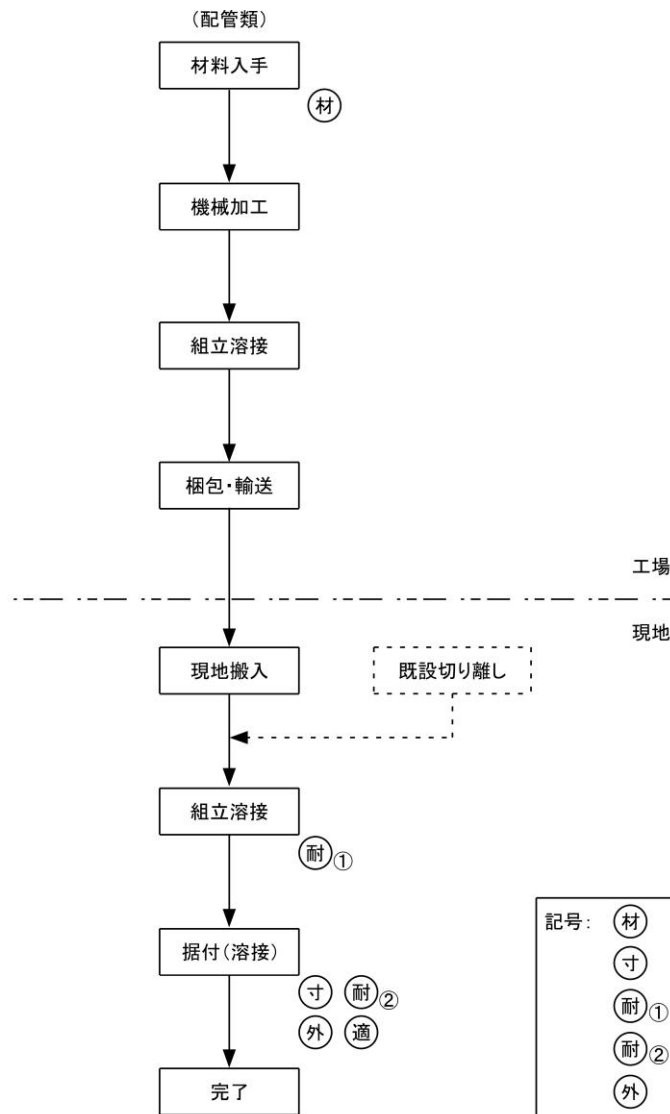 (配管類)
材料入手
材
機械加工
組立溶接
梱包・輸送
工場
現地
現地搬入
既設切り離し
組立溶接
耐①
据付(溶接)
寸 耐②
外 適
完了
記号: 材
寸
耐①
耐②
外